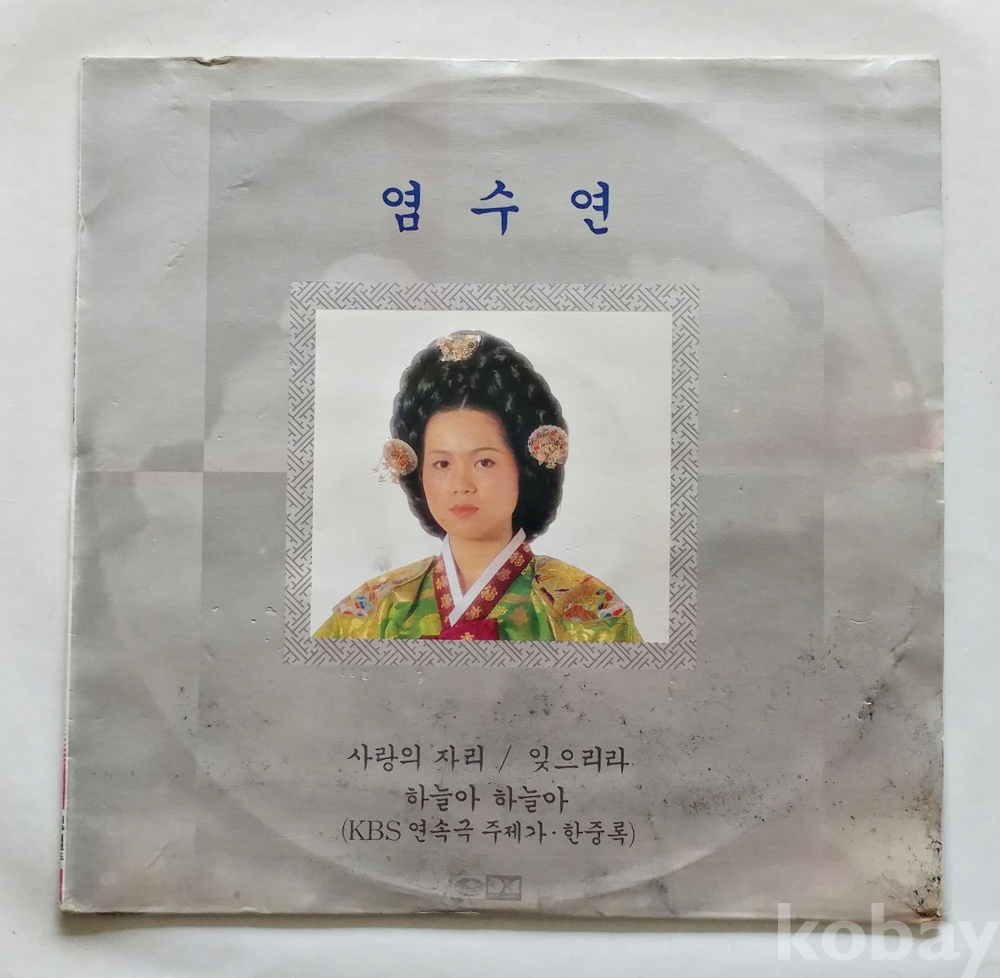 염 수 연
사랑의 자리 / 잊으리라
하늘아 하늘아
(KBS 연속극 주제가·한중록)
kobay